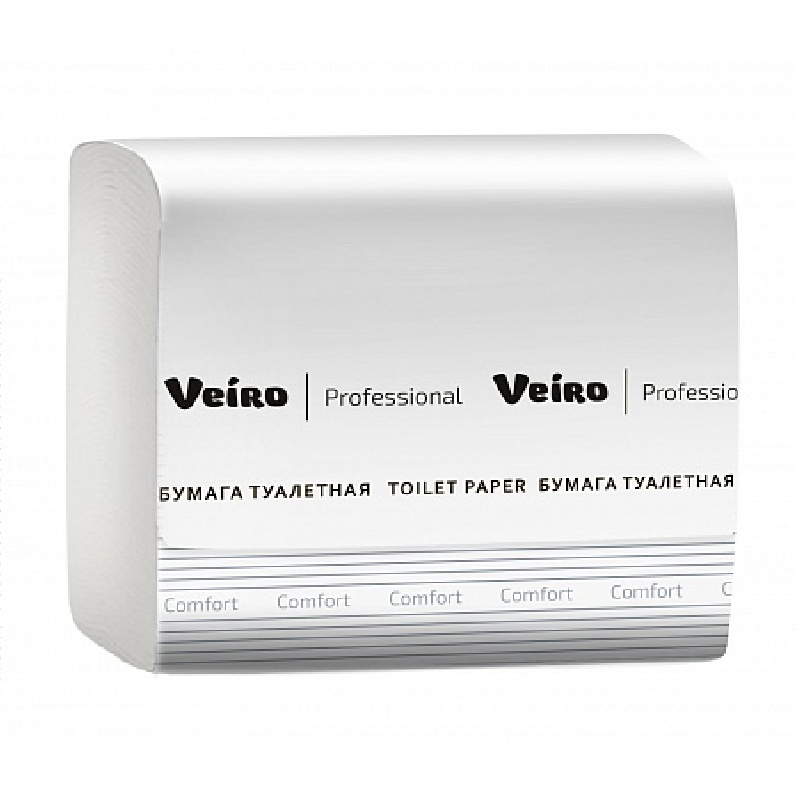 Veiro | Professional Veiro | Professio
БУМАГА ТУАЛЕТНАЯ TOILET PAPER БУМАГА ТУАЛЕТНАЯ
Comfort Comfort Comfort Comfort Comfort C